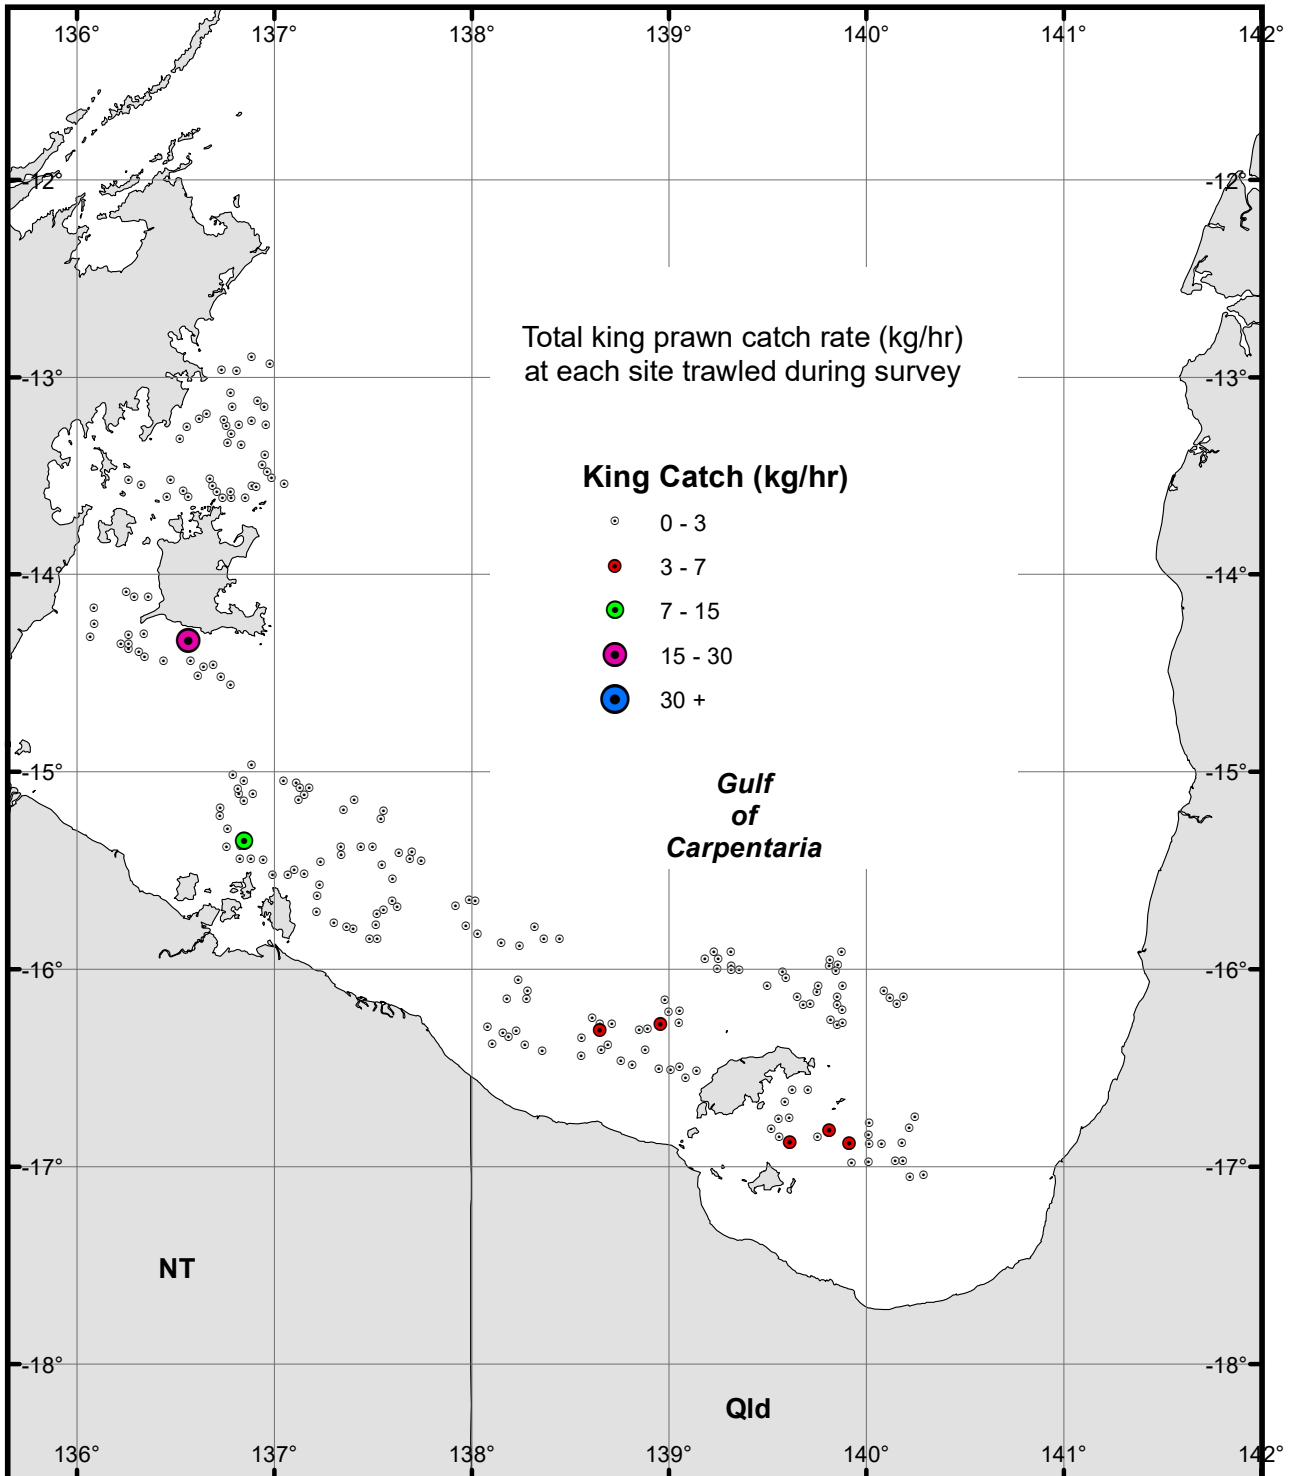 136° 137° 138° 139° 140° 141° 142°
-12° -12°
Total king prawn catch rate (kg/hr)
at each site trawled during survey
-13° -13°
King Catch (kg/hr)
0 - 3
3 - 7
-14° -14°
7 - 15
15 - 30
30 +
-15° -15°
Gulf
of
Carpentaria
-16° -16°
-17° -17°
NT
-18° -18°
Qld
136° 137° 138° 139° 140° 141° 142°